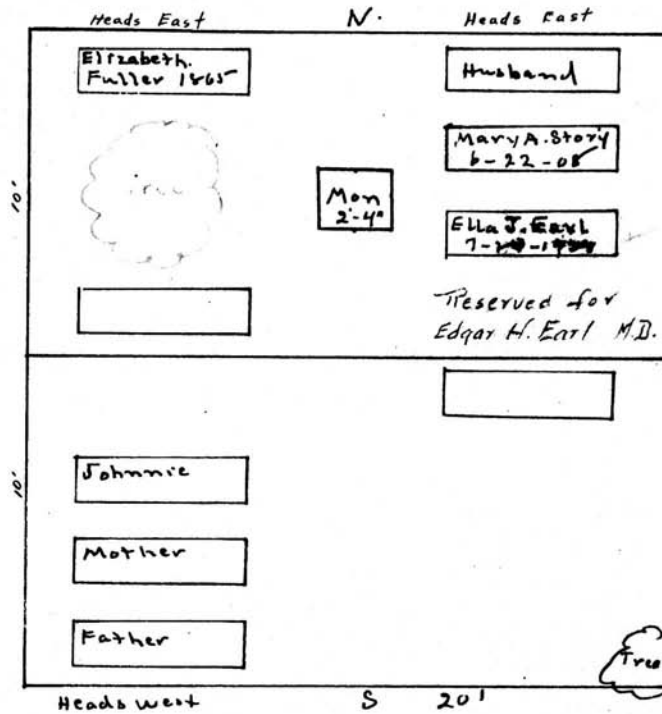 Heads East
N.
Heads East
Elizabeth.
Fuller 1865
Husband
Mary A. Story
6-22-08
10'
Mon
2'-4"
Ella J. Earl
Reserved for
Edgar H. Earl M.D.
10'
Johnnie
Mother
Father
Tree
Heads West
S
20'